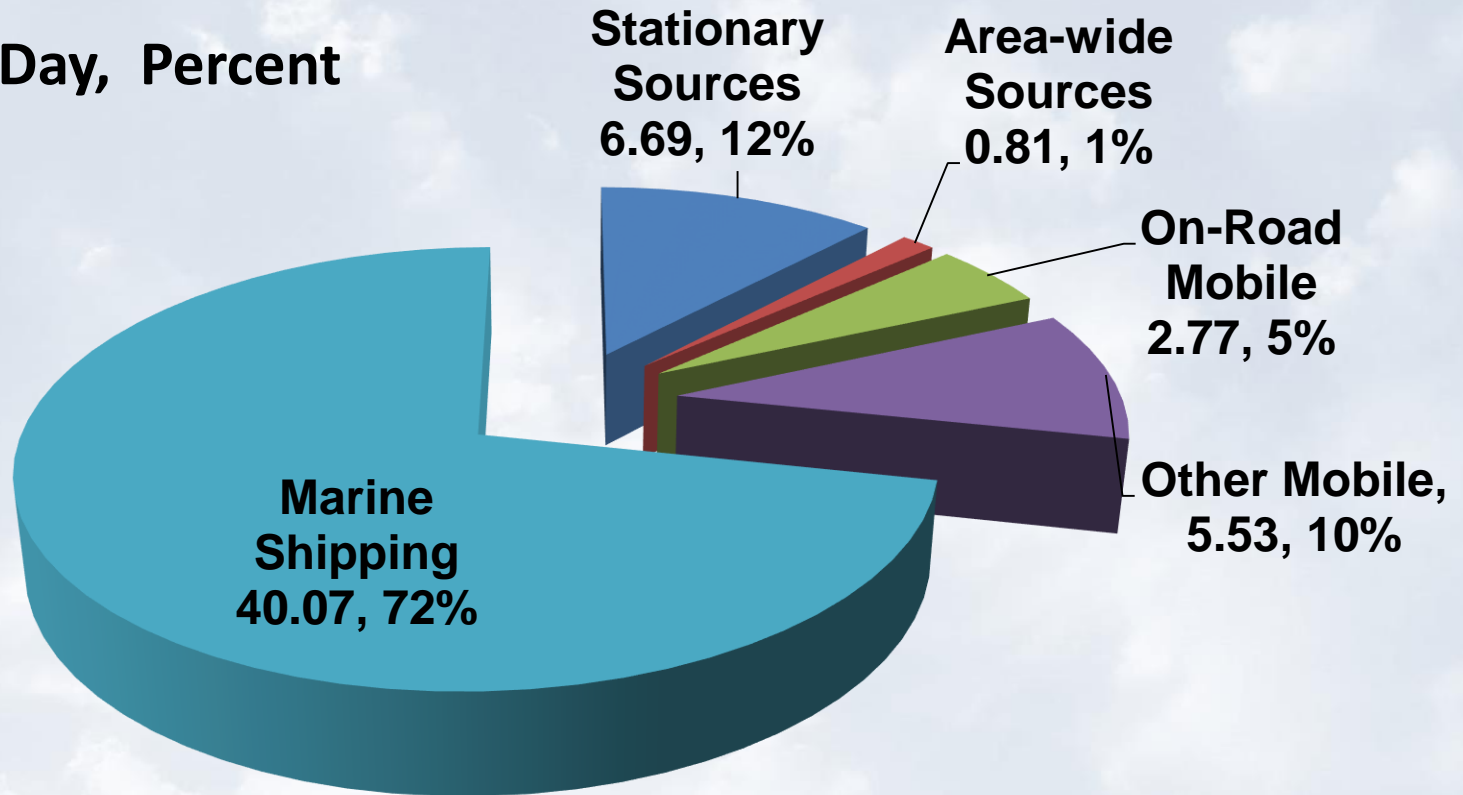 Day, Percent
Stationary
Sources
6.69, 12%
Area-wide
Sources
0.81, 1%
On-Road
Mobile
2.77, 5%
Other Mobile,
5.53, 10%
Marine
Shipping
40.07, 72%